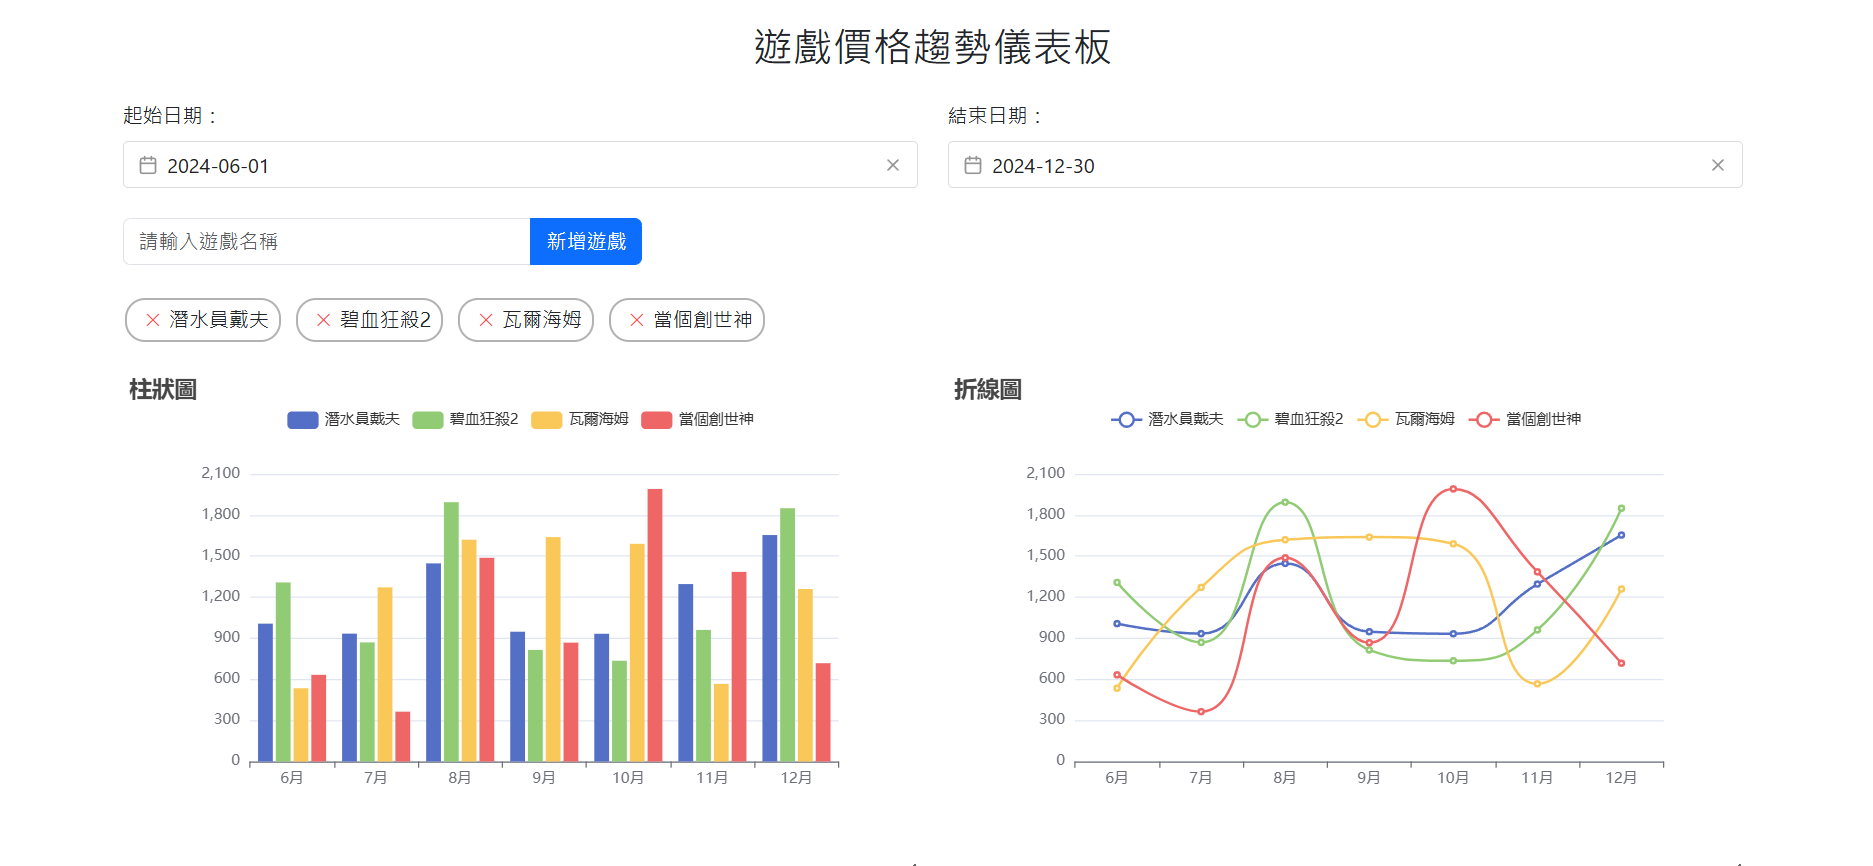 遊戲價格趨勢儀表板
起始日期：
結束日期：
2024-06-01
2024-12-30
請輸入遊戲名稱
新增遊戲
潛水員戴夫
碧血狂殺2
瓦爾海姆
當個創世神
柱狀圖
潛水員戴夫 碧血狂殺2 瓦爾海姆 當個創世神
2,100
1,800
1,500
1,200
900
600
300
0
6月 7月 8月 9月 10月 11月 12月
折線圖
潛水員戴夫 碧血狂殺2 瓦爾海姆 當個創世神
2,100
1,800
1,500
1,200
900
600
300
0
6月 7月 8月 9月 10月 11月 12月